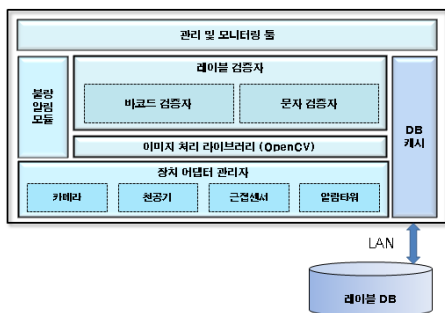 관리 및 모니터링 툴
불량
알림
모듈
레이블 검증자
바코드 검증자
문자 검증자
DB
캐시
이미지 처리 라이브러리 (OpenCV)
장치 어댑터 관리자
카메라
천공기
근접센서
알람타워
LAN
레이블 DB